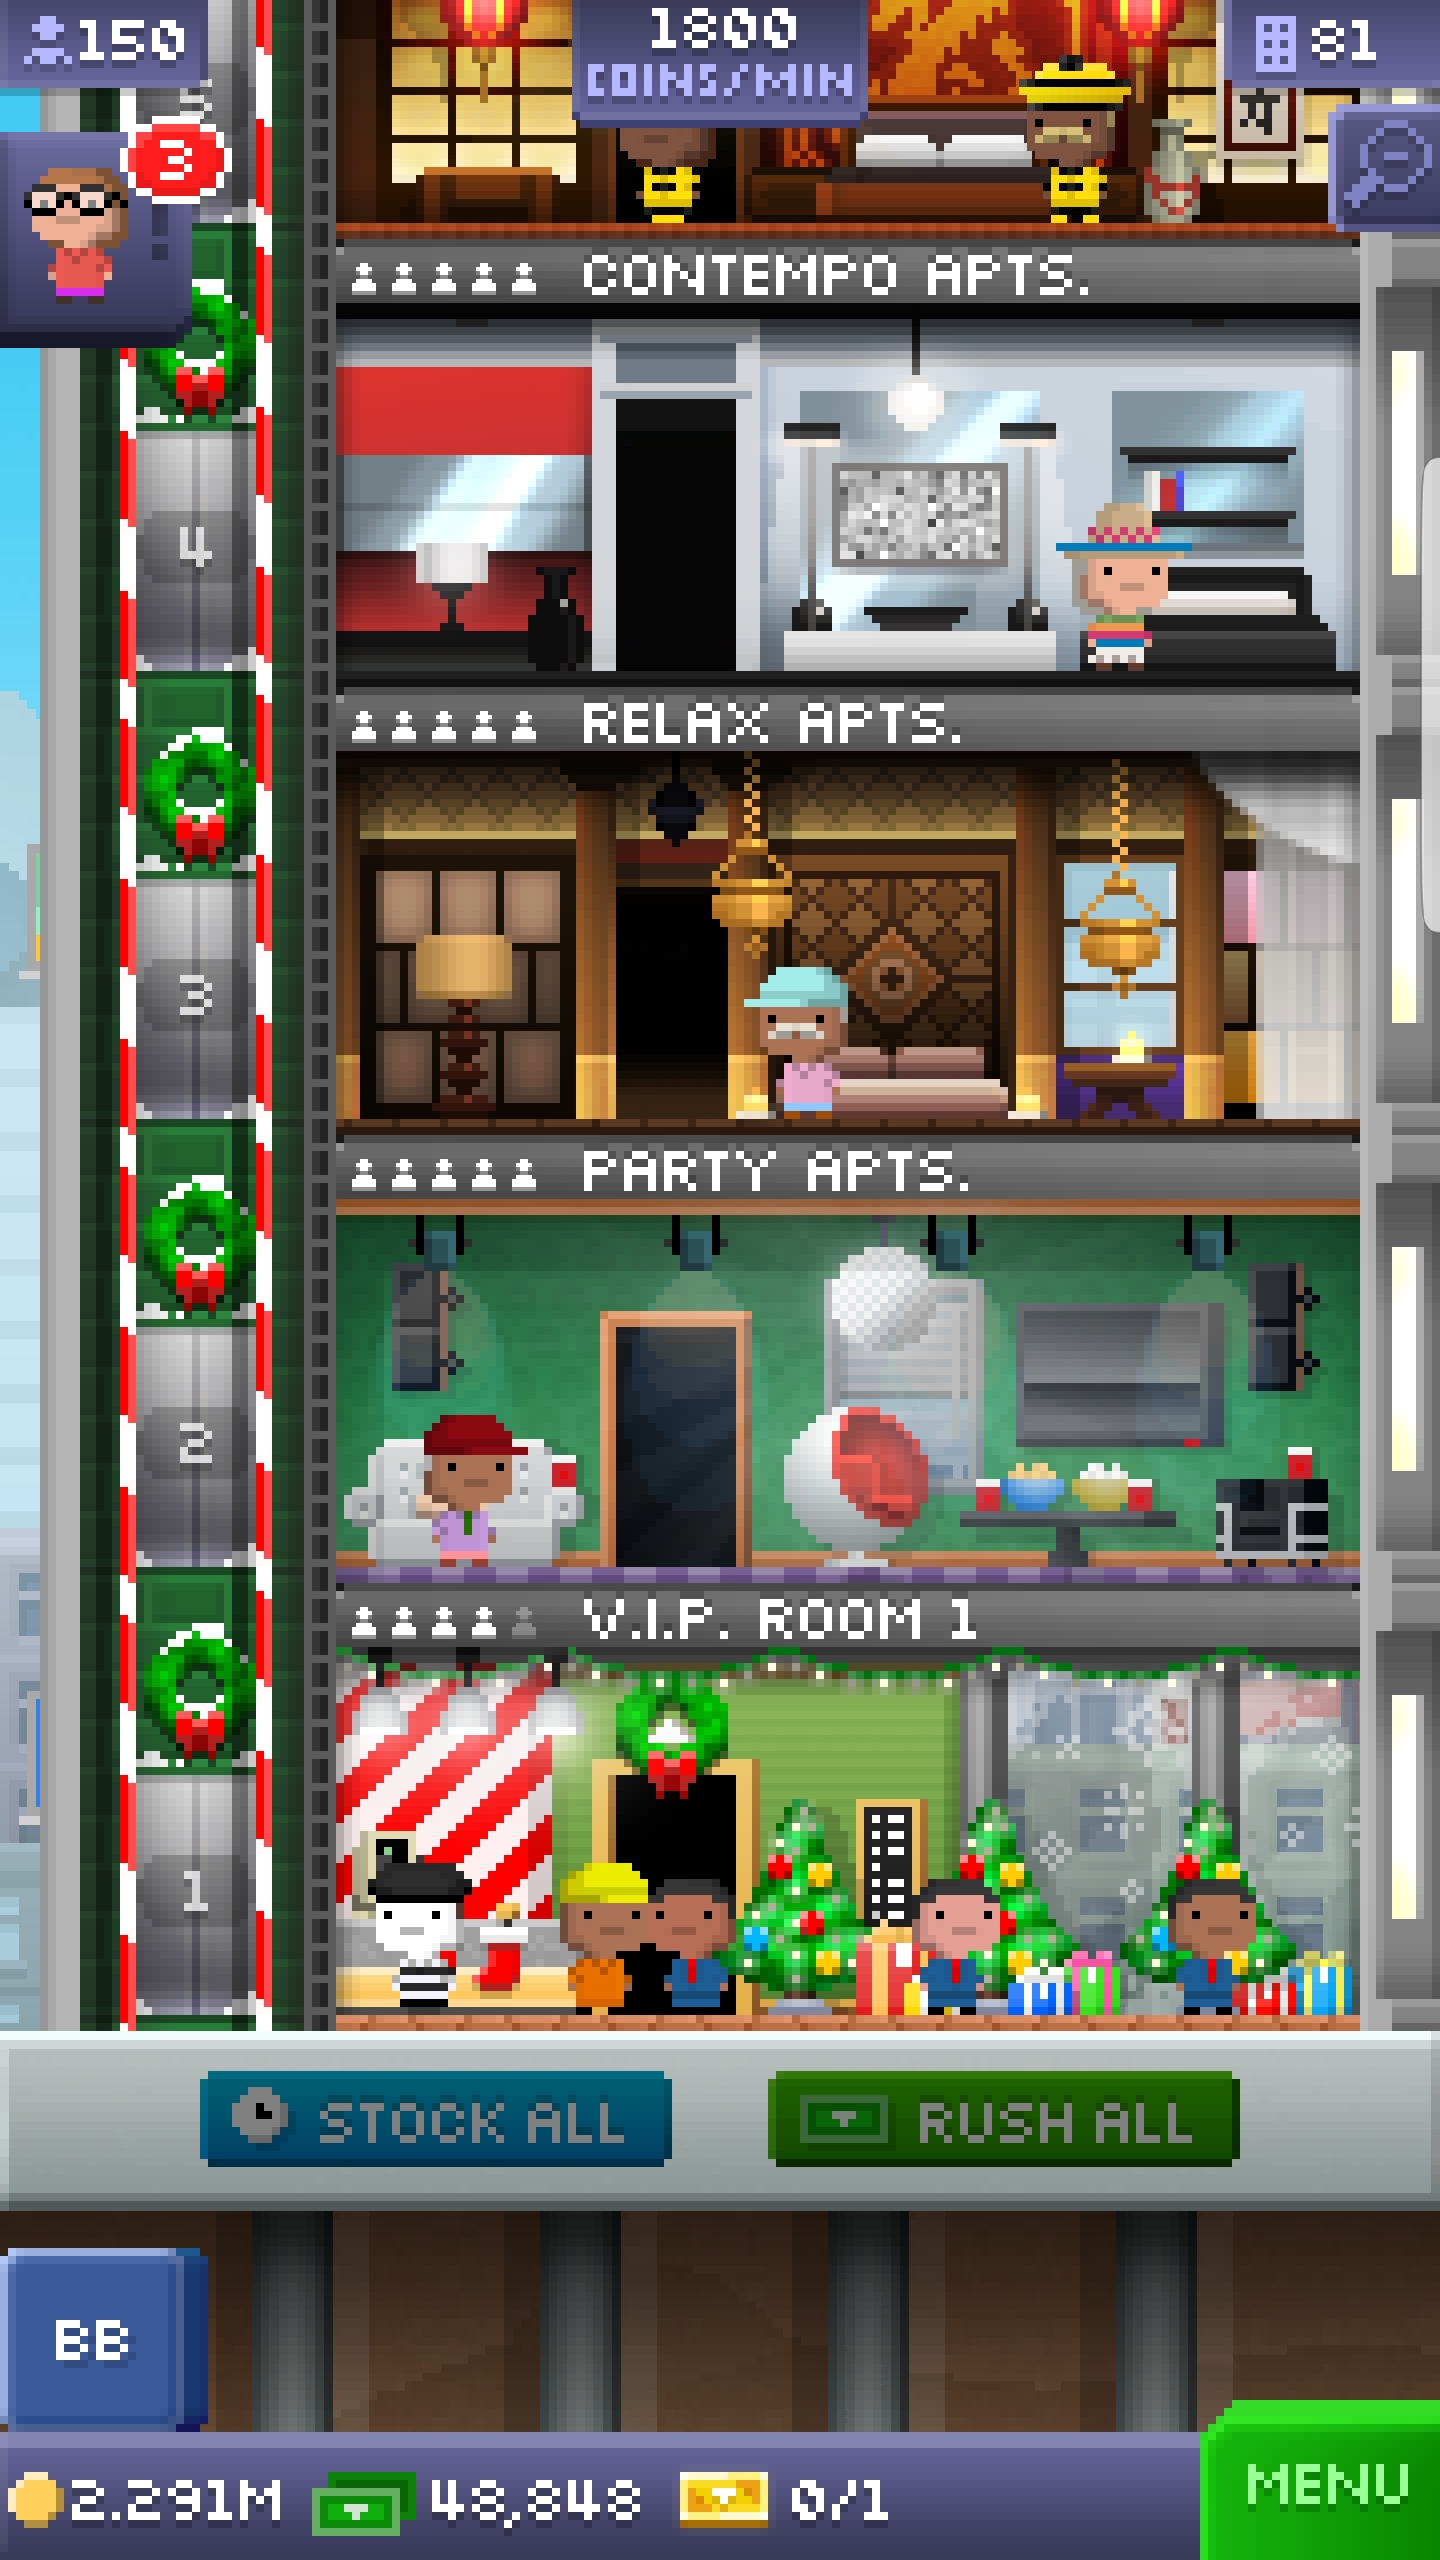 150
1800
COINS/MIN
81
5
3
CONTEMPO APTS.
4
RELAX APTS.
3
PARTY APTS.
2
V.I.P. ROOM 1
1
STOCK ALL
RUSH ALL
BB
2.291M
48,848
0/1
MENU